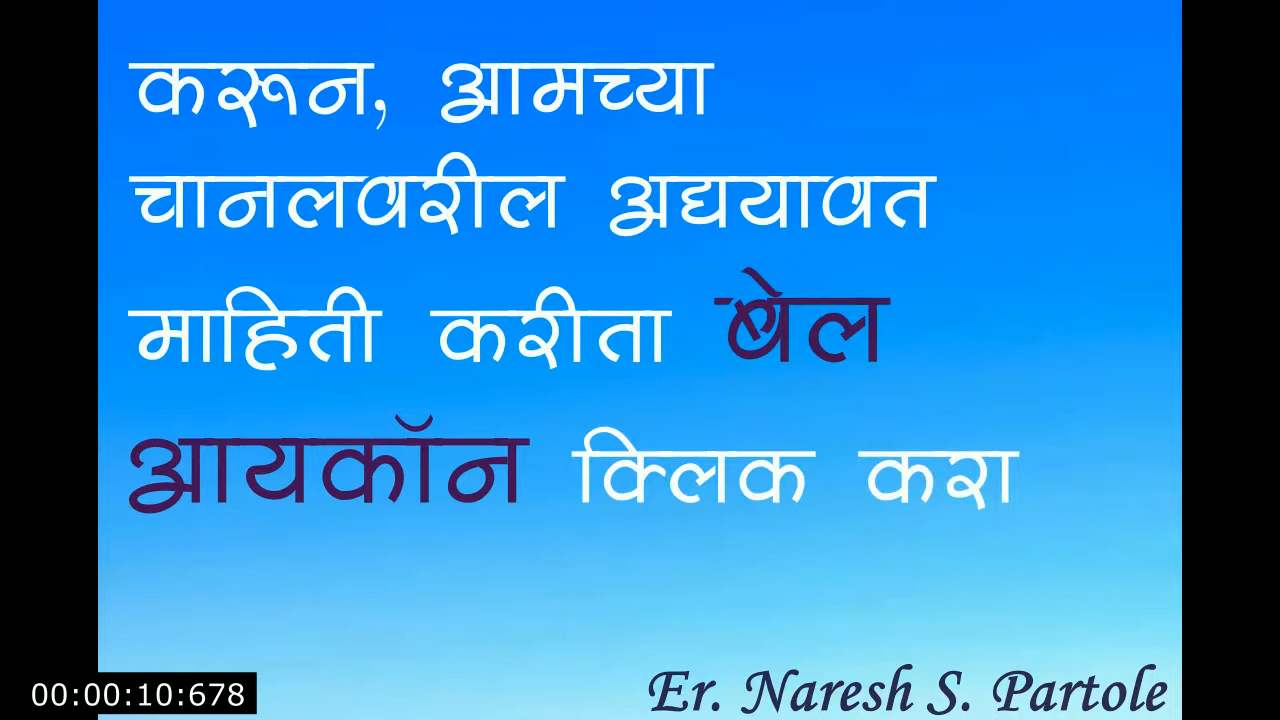 करून, आमच्या
चानलवरील अद्ययावत
माहिती करीता बेल
आयकॉन क्लिक करा
Er. Naresh S. Partole
00:00:10:678